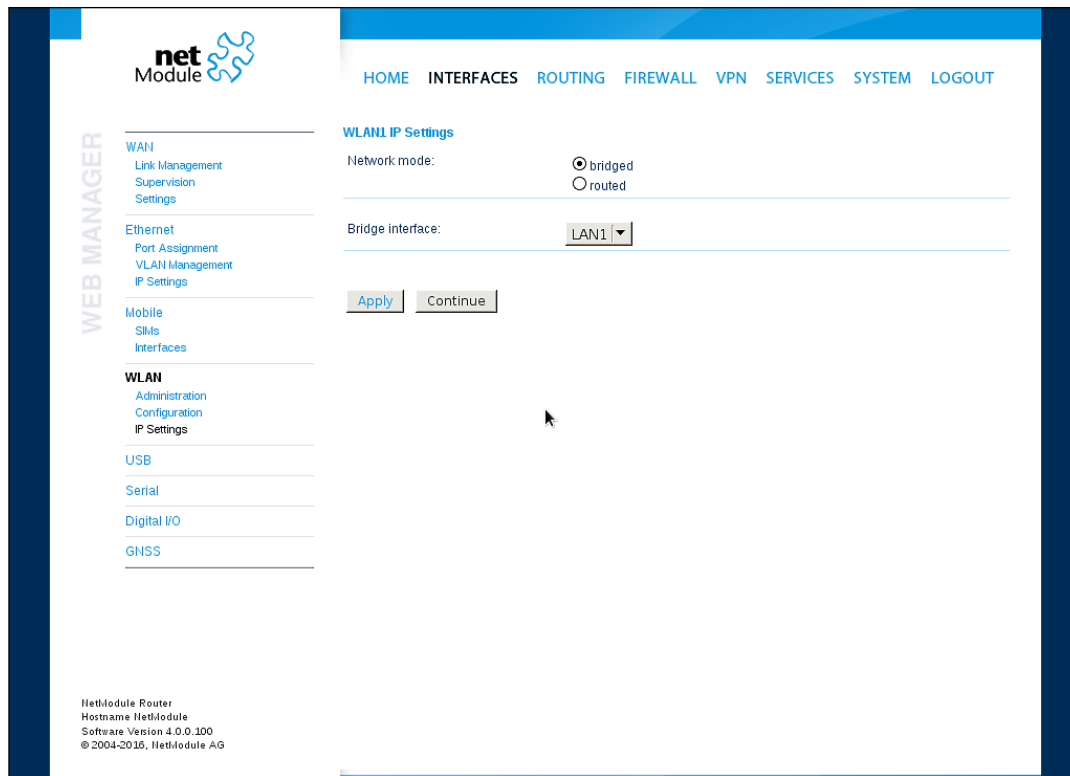 net
Module
HOME INTERFACES ROUTING FIREWALL VPN SERVICES SYSTEM LOGOUT
WEB MANAGER
WAN
Link Management
Supervision
Settings
Ethernet
Port Assignment
VLAN Management
IP Settings
Mobile
SIMs
Interfaces
WLAN
Administration
Configuration
IP Settings
USB
Serial
Digital I/O
GNSS
WLAN1 IP Settings
Network mode:
bridged
routed
Bridge interface:
LAN1
Apply Continue
NetModule Router
Hostname NetModule
Software Version 4.0.0.100
© 2004-2016, NetModule AG